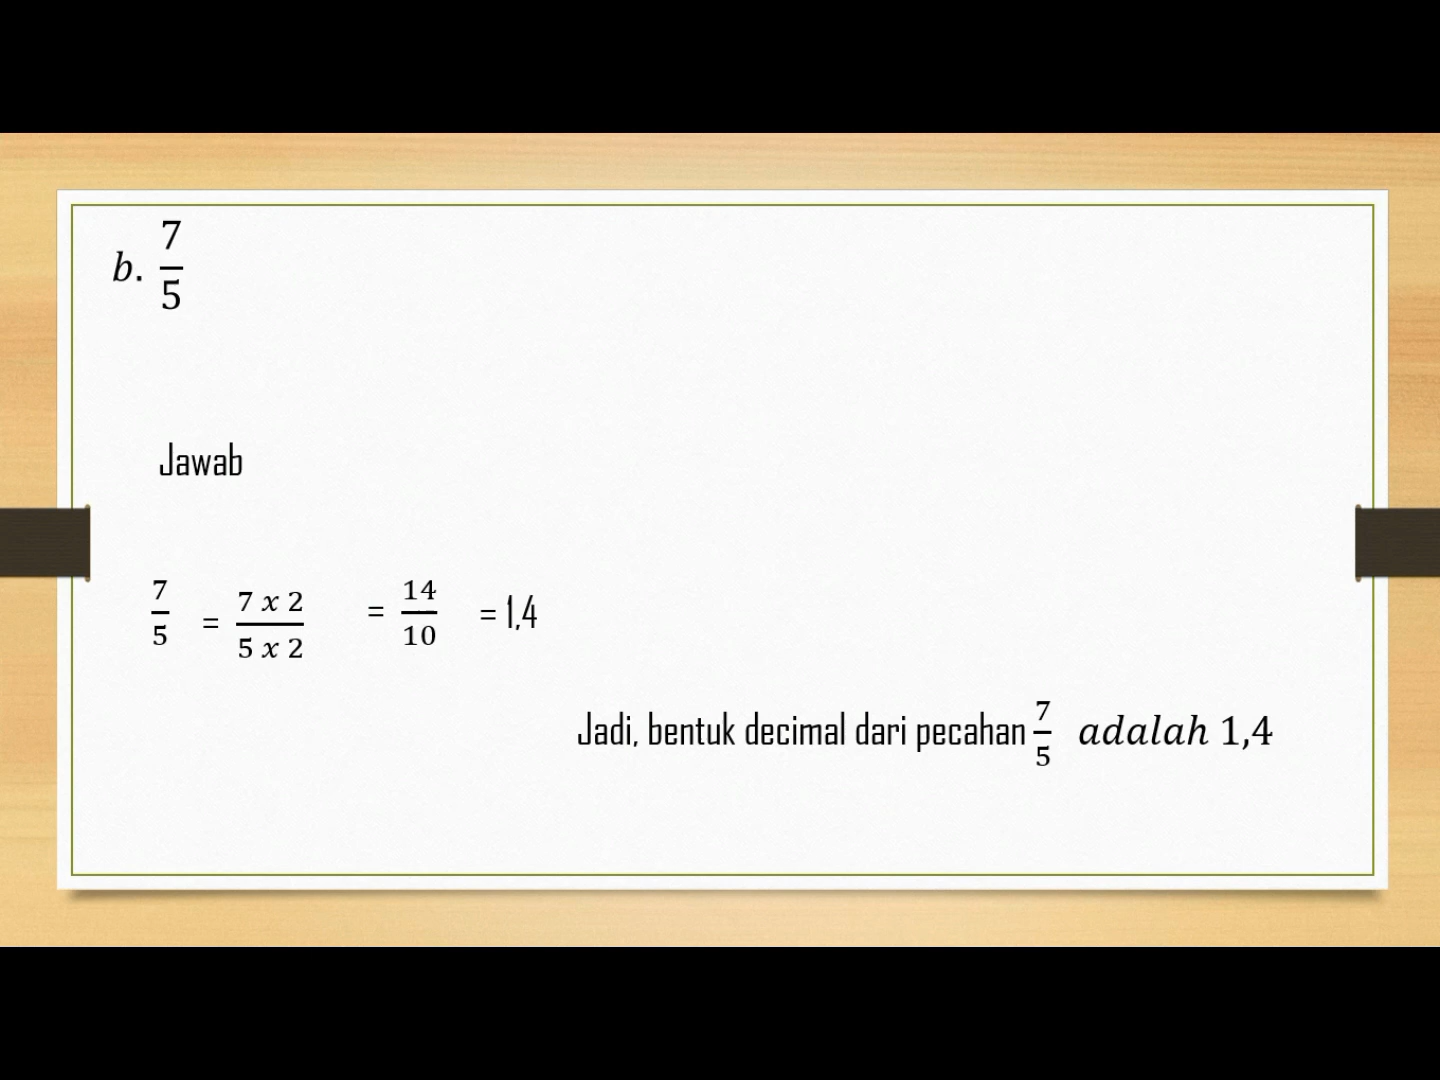 b. 7/5
Jawab
7/5 = 7 x 2/5 x 2 = 14/10 = 1,4
Jadi, bentuk decimal dari pecahan 7/5 adalah 1,4